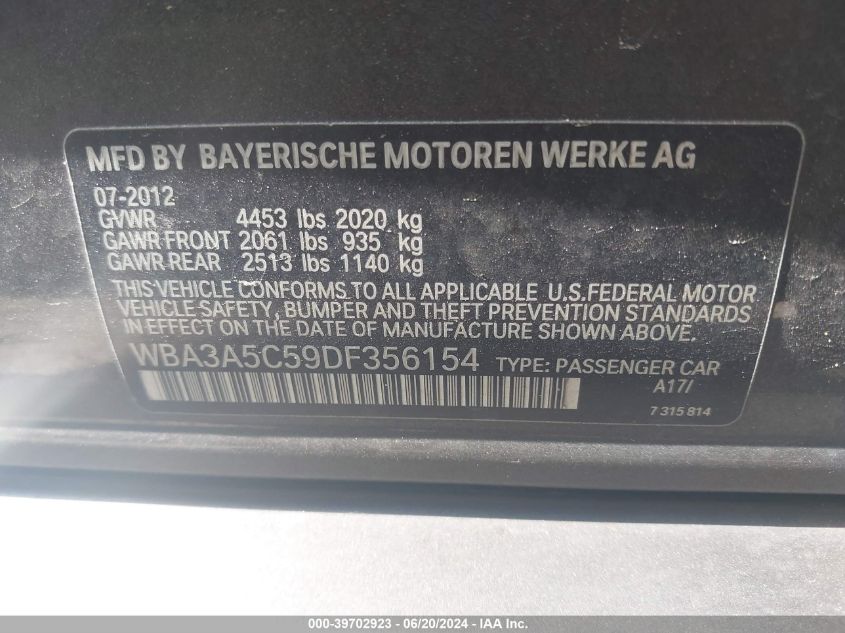 MFD BY BAYERISCHE MOTOREN WERKE AG
07-2012
GVWR 4453 lbs 2020 kg
GAWR FRONT 2061 lbs 935 kg
GAWR REAR 2513 lbs 1140 kg
THIS VEHICLE CONFORMS TO ALL APPLICABLE U.S.FEDERAL MOTOR
VEHICLE SAFETY, BUMPER AND THEFT PREVENTION STANDARDS
IN EFFECT ON THE DATE OF MANUFACTURE SHOWN ABOVE.
WBA3A5C59DF356154 TYPE: PASSENGER CAR
A17/
7 315 814
000-39702923 - 06/20/2024 - IAA Inc.